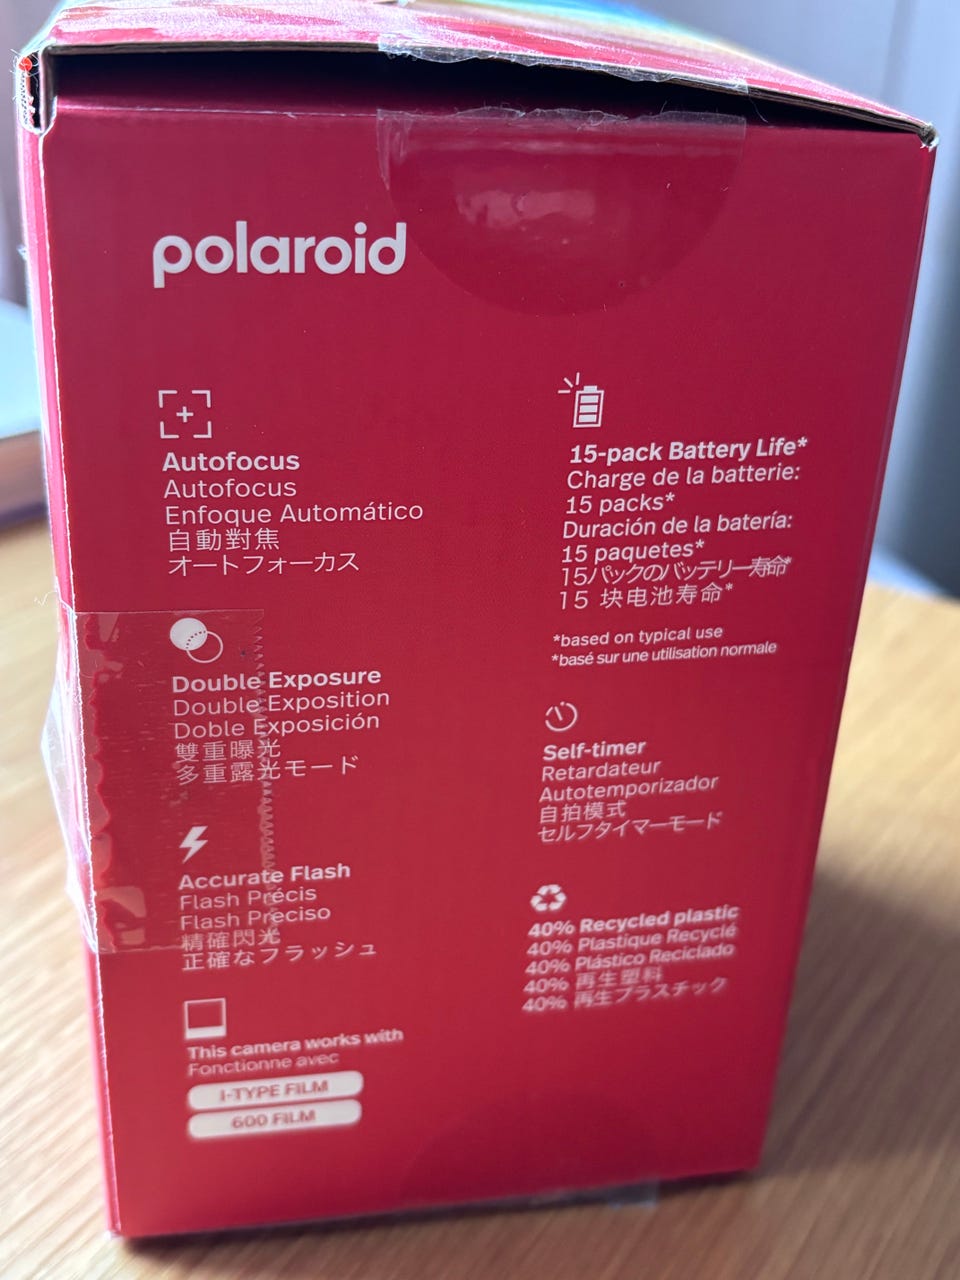 polaroid
Autofocus
Autofocus
Enfoque Automático
自動對焦
オートフォーカス
Double Exposure
Double Exposition
Doble Exposición
雙重曝光
多重露光モード
Accurate Flash
Flash Précis
Flash Preciso
精確閃光
正確なフラッシュ
This camera works with
Fonctionne avec
I-TYPE FILM
600 FILM
15-pack Battery Life*
Charge de la batterie:
15 packs*
Duración de la batería:
15 paquetes*
15パックのバッテリー寿命*
15 块电池寿命*
*based on typical use
*basé sur une utilisation normale
Self-timer
Retardateur
Autotemporizador
自拍模式
セルフタイマーモード
40% Recycled plastic
40% Plastique Recyclé
40% Plástico Reciclado
40% 再生塑料
40% 再生プラスチック